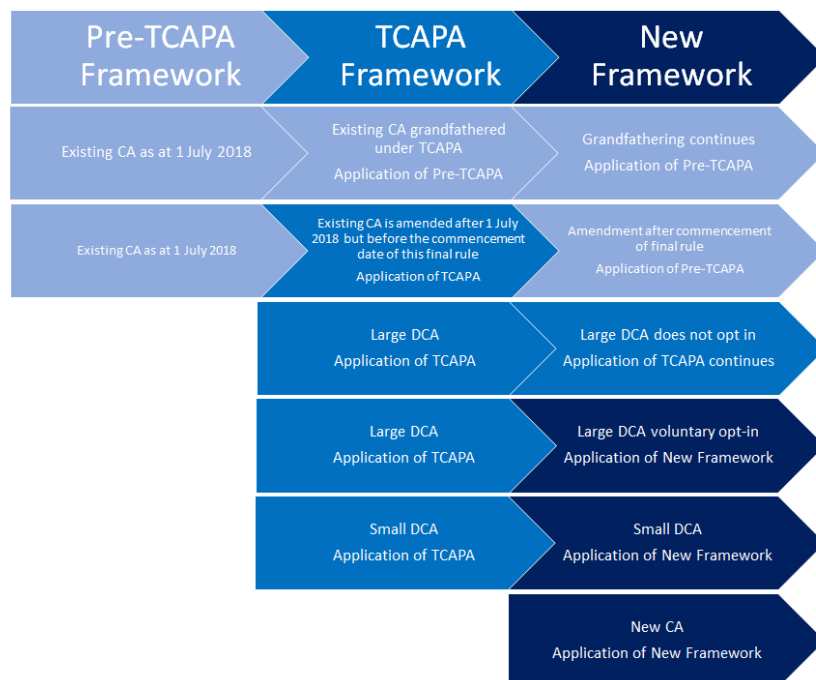 Pre-TCAPA
Framework
TCAPA
Framework
New
Framework
Existing CA as at 1 July 2018
Existing CA grandfathered
under TCAPA
Application of Pre-TCAPA
Grandfathering continues
Application of Pre-TCAPA
Existing CA as at 1 July 2018
Existing CA is amended after 1 July
2018 but before the commencement
date of this final rule
Application of TCAPA
Amendment after commencement
of final rule
Application of Pre-TCAPA
Large DCA
Application of TCAPA
Large DCA does not opt in
Application of TCAPA continues
Large DCA
Application of TCAPA
Large DCA voluntary opt-in
Application of New Framework
Small DCA
Application of TCAPA
Small DCA
Application of New Framework
New CA
Application of New Framework